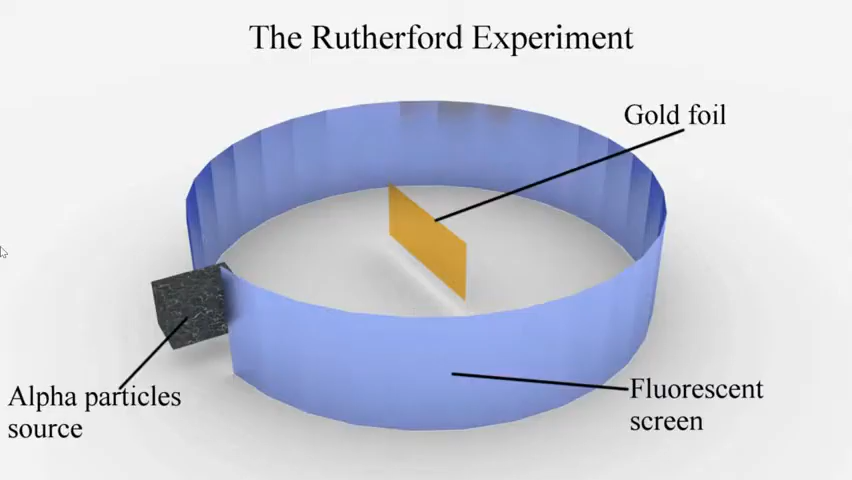 The Rutherford Experiment
Gold foil
Alpha particles
source
Fluorescent
screen